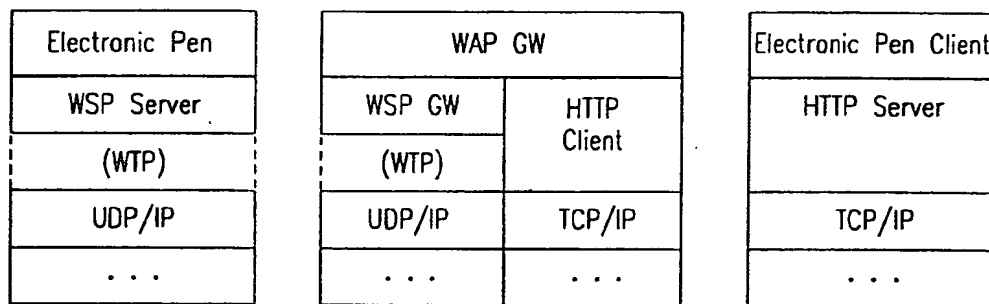 Electronic Pen
WSP Server
(WTP)
UDP/IP
. . .
WAP GW
WSP GW
(WTP)
UDP/IP
. . .
HTTP
Client
TCP/IP
. . .
Electronic Pen Client
HTTP Server
TCP/IP
. . .